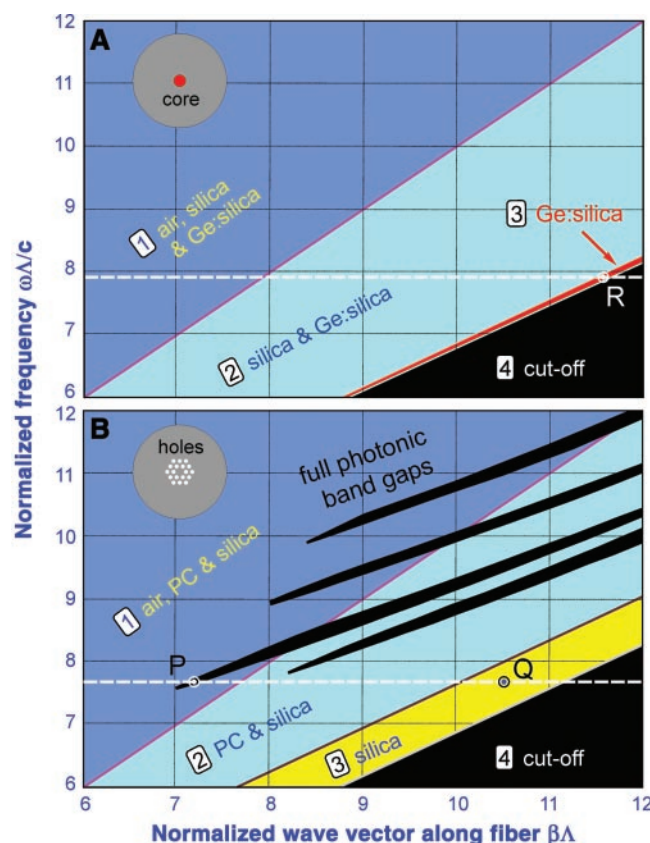 A
core
1 air, silica
& Ge:silica
3 Ge:silica
R
2 silica & Ge:silica
4 cut-off
12
11
10
9
8
7
6
Normalized frequency ωΛ/c
B
holes
full photonic
band gaps
1 air, PC & silica
P
Q
2 PC & silica
3 silica
4 cut-off
12
11
10
9
8
7
6
6 7 8 9 10 11 12
Normalized wave vector along fiber βΛ